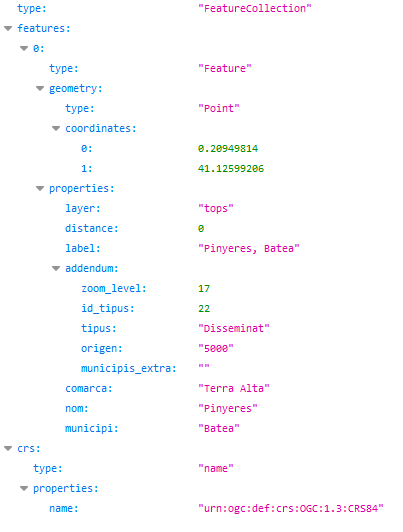 type: "FeatureCollection"
features:
0:
type: "Feature"
geometry:
type: "Point"
coordinates:
0: 0.20949814
1: 41.12599206
properties:
layer: "tops"
distance: 0
label: "Pinyeres, Batea"
addendum:
zoom_level: 17
id_tipus: 22
tipus: "Disseminat"
origen: "5000"
municipis_extra: ""
comarca: "Terra Alta"
nom: "Pinyeres"
municipi: "Batea"
crs:
type: "name"
properties:
name: "urn:ogc:def:crs:OGC:1.3:CRS84"